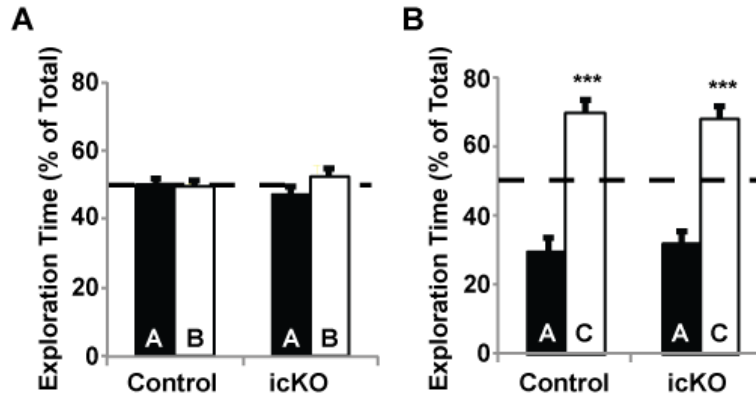 A
Exploration Time (% of Total)
80
60
40
20
0
A B A B
Control icKO
B
Exploration Time (% of Total)
80
60
40
20
0
*** ***
A C A C
Control icKO